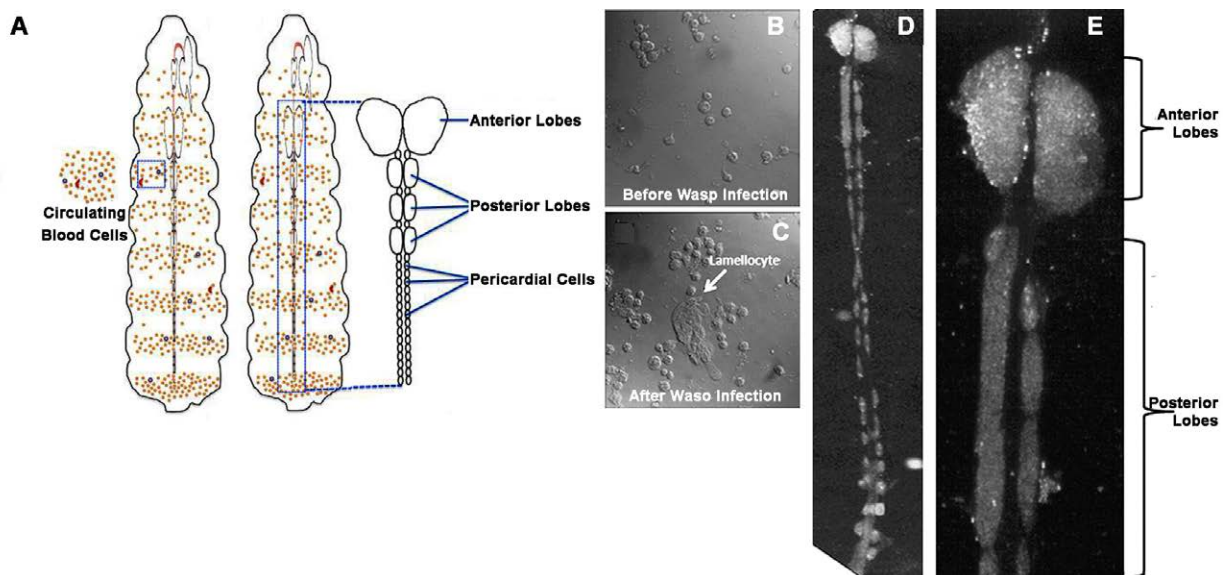 A
Circulating
Blood Cells
Anterior Lobes
Posterior Lobes
Pericardial Cells
B
Before Wasp Infection
C
Lamellocyte
After Waso Infection
D
E
Anterior
Lobes
Posterior
Lobes